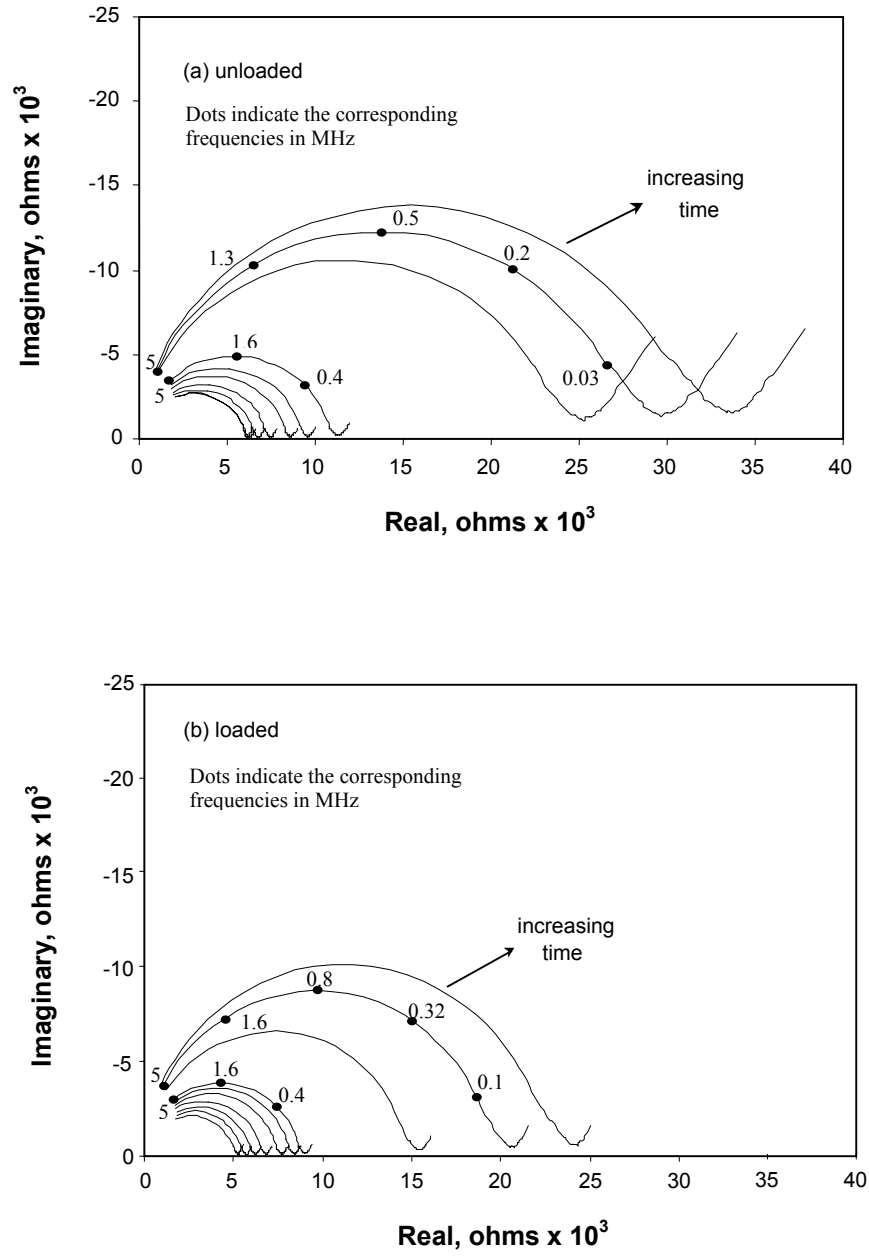 -25
-20
-15
-10
-5
0
Imaginary, ohms x 10³
(a) unloaded
Dots indicate the corresponding
frequencies in MHz
increasing
time
1.3
0.5
0.2
0.03
5
1.6
0.4
5
0 5 10 15 20 25 30 35 40
Real, ohms x 10³
-25
-20
-15
-10
-5
0
Imaginary, ohms x 10³
(b) loaded
Dots indicate the corresponding
frequencies in MHz
increasing
time
0.8
0.32
1.6
0.1
5
1.6
0.4
5
0 5 10 15 20 25 30 35 40
Real, ohms x 10³